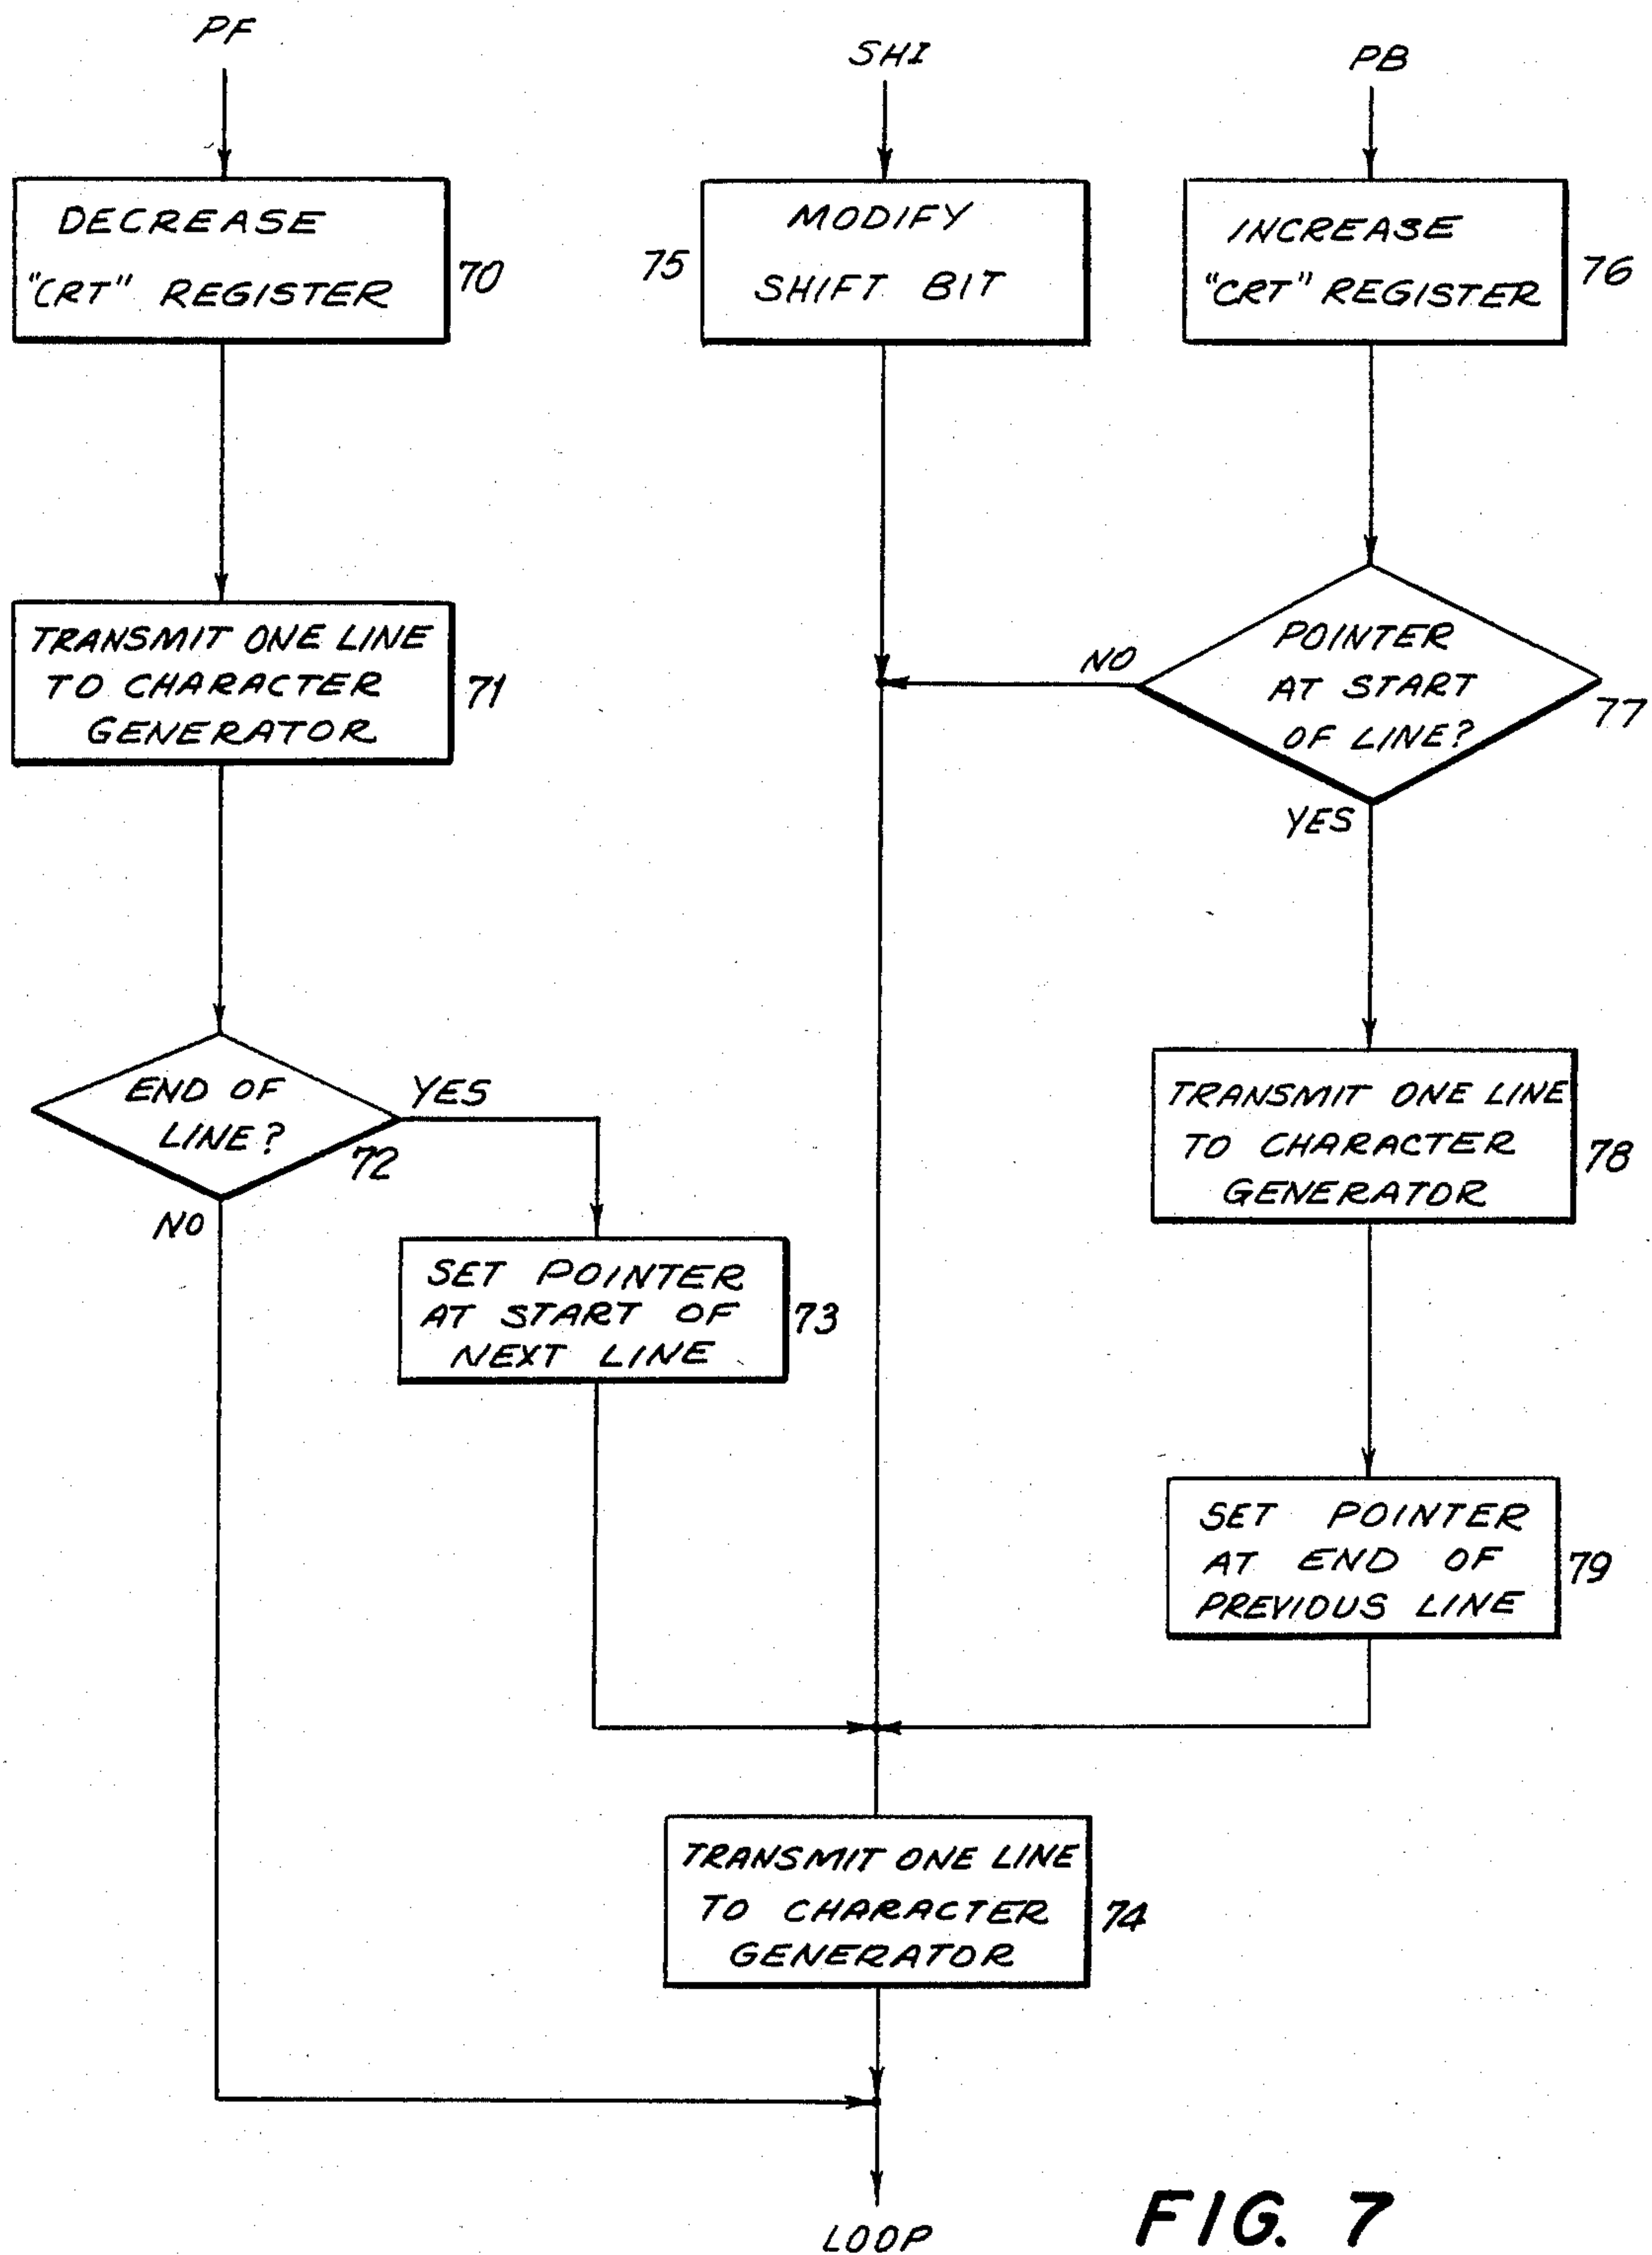 PF
SHI
PB
DECREASE
"CRT" REGISTER
70
75
MODIFY
SHIFT BIT
INCREASE
"CRT" REGISTER
76
TRANSMIT ONE LINE
TO CHARACTER
GENERATOR
71
NO
POINTER
AT START
OF LINE?
77
YES
END OF
LINE?
YES
72
NO
TRANSMIT ONE LINE
TO CHARACTER
GENERATOR
78
SET POINTER
AT START OF
NEXT LINE
73
SET POINTER
AT END OF
PREVIOUS LINE
79
TRANSMIT ONE LINE
TO CHARACTER
GENERATOR
74
LOOP
FIG. 7